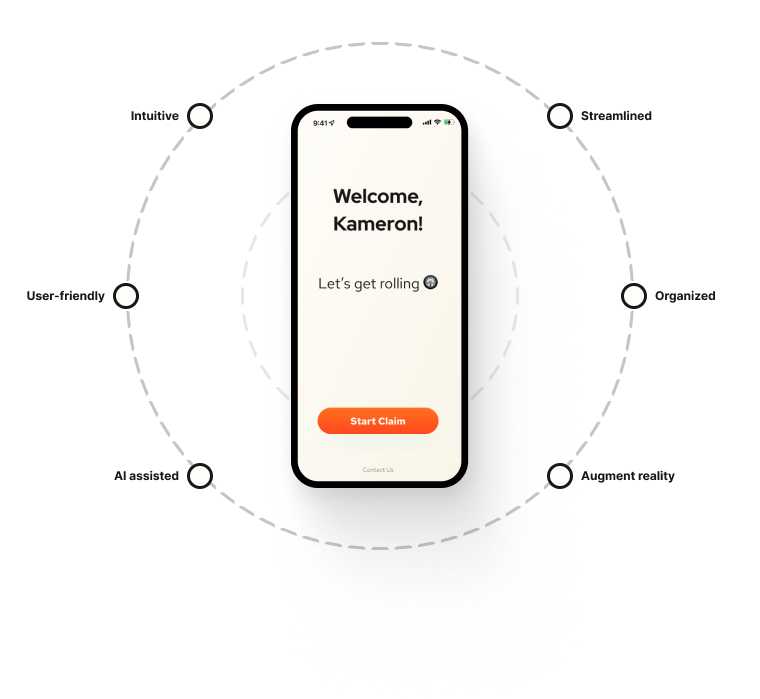 Intuitive
Streamlined
9:41
Welcome,
Kameron!
Let's get rolling
User-friendly
Organized
Start Claim
Contact Us
AI assisted
Augment reality